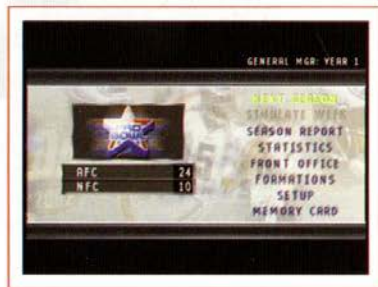 GENERAL MGR: YEAR 1
NEXT SEASON
SIMULATE WEEK
SEASON REPORT
STATISTICS
FRONT OFFICE
FORMATIONS
SETUP
MEMORY CARD
AFC 24
NFC 10